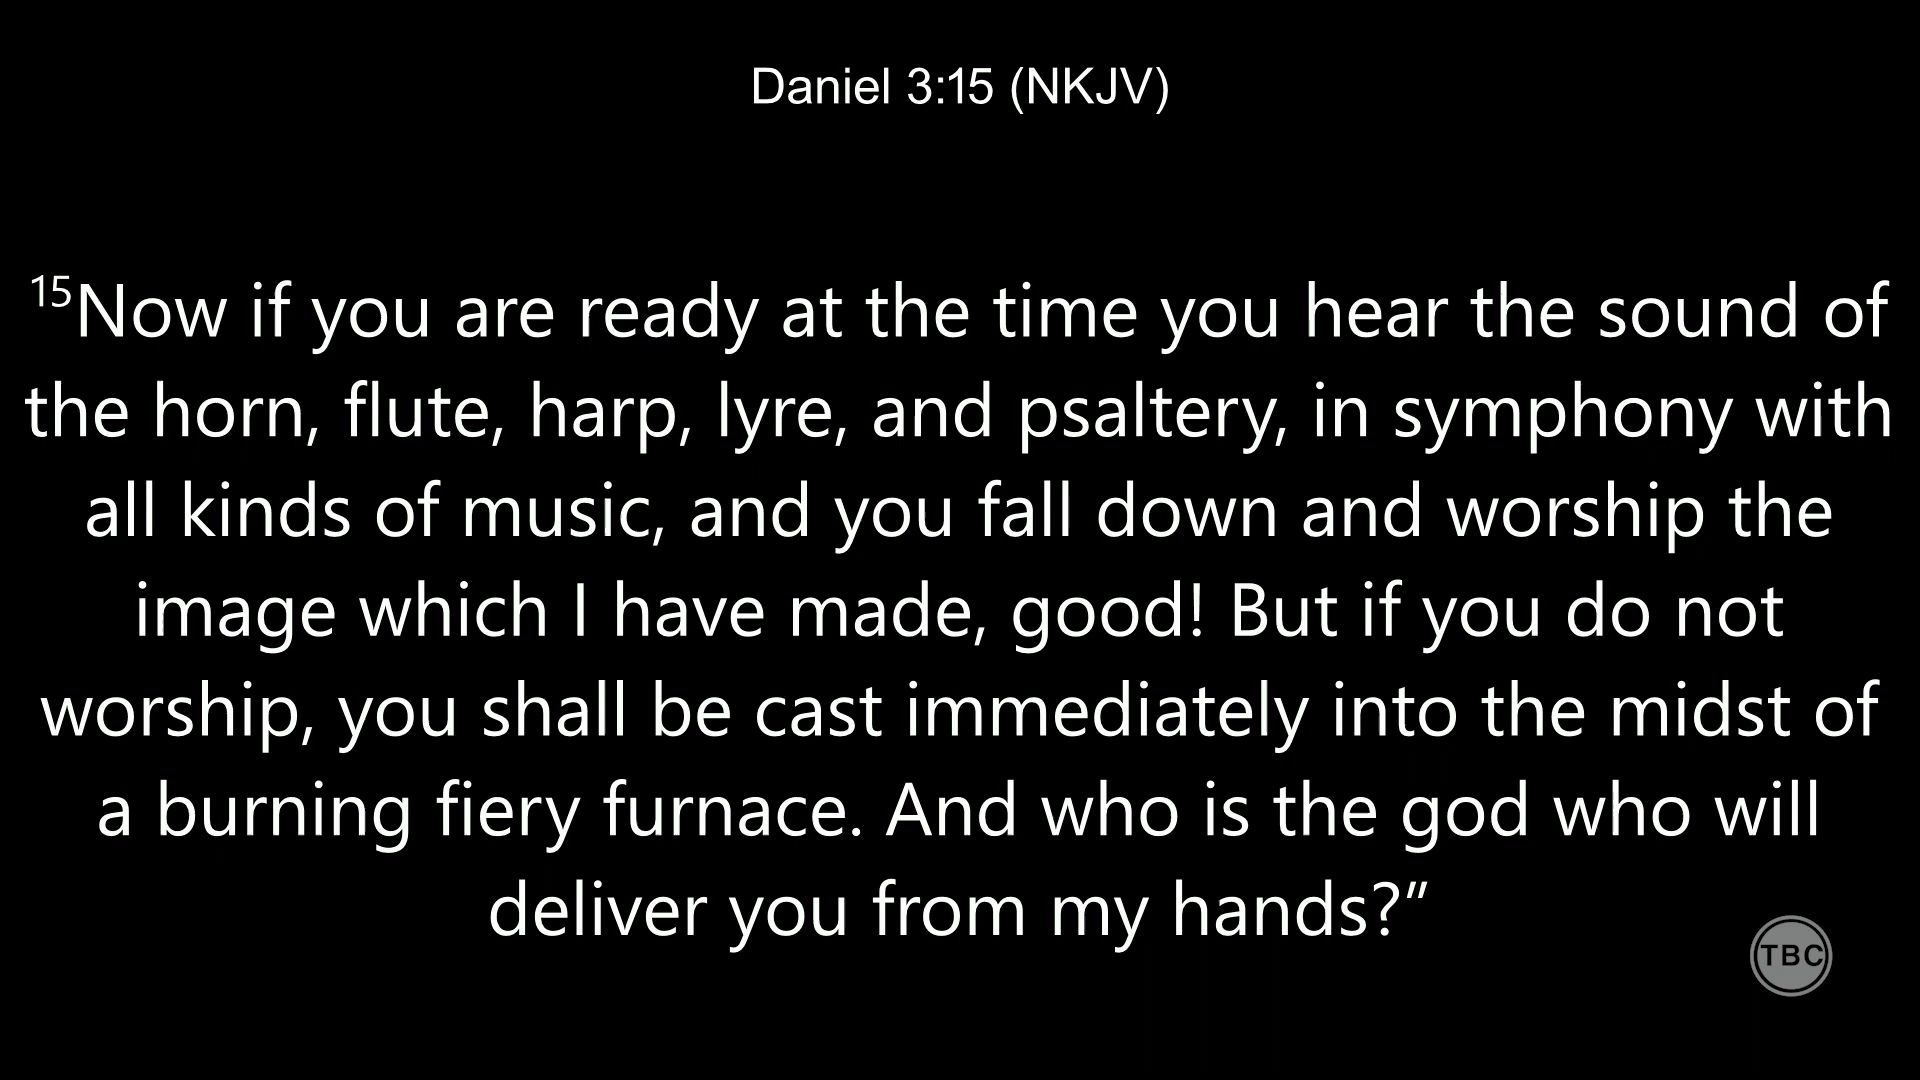 Daniel 3:15 (NKJV)
15Now if you are ready at the time you hear the sound of
the horn, flute, harp, lyre, and psaltery, in symphony with
all kinds of music, and you fall down and worship the
image which I have made, good! But if you do not
worship, you shall be cast immediately into the midst of
a burning fiery furnace. And who is the god who will
deliver you from my hands?”
TBC